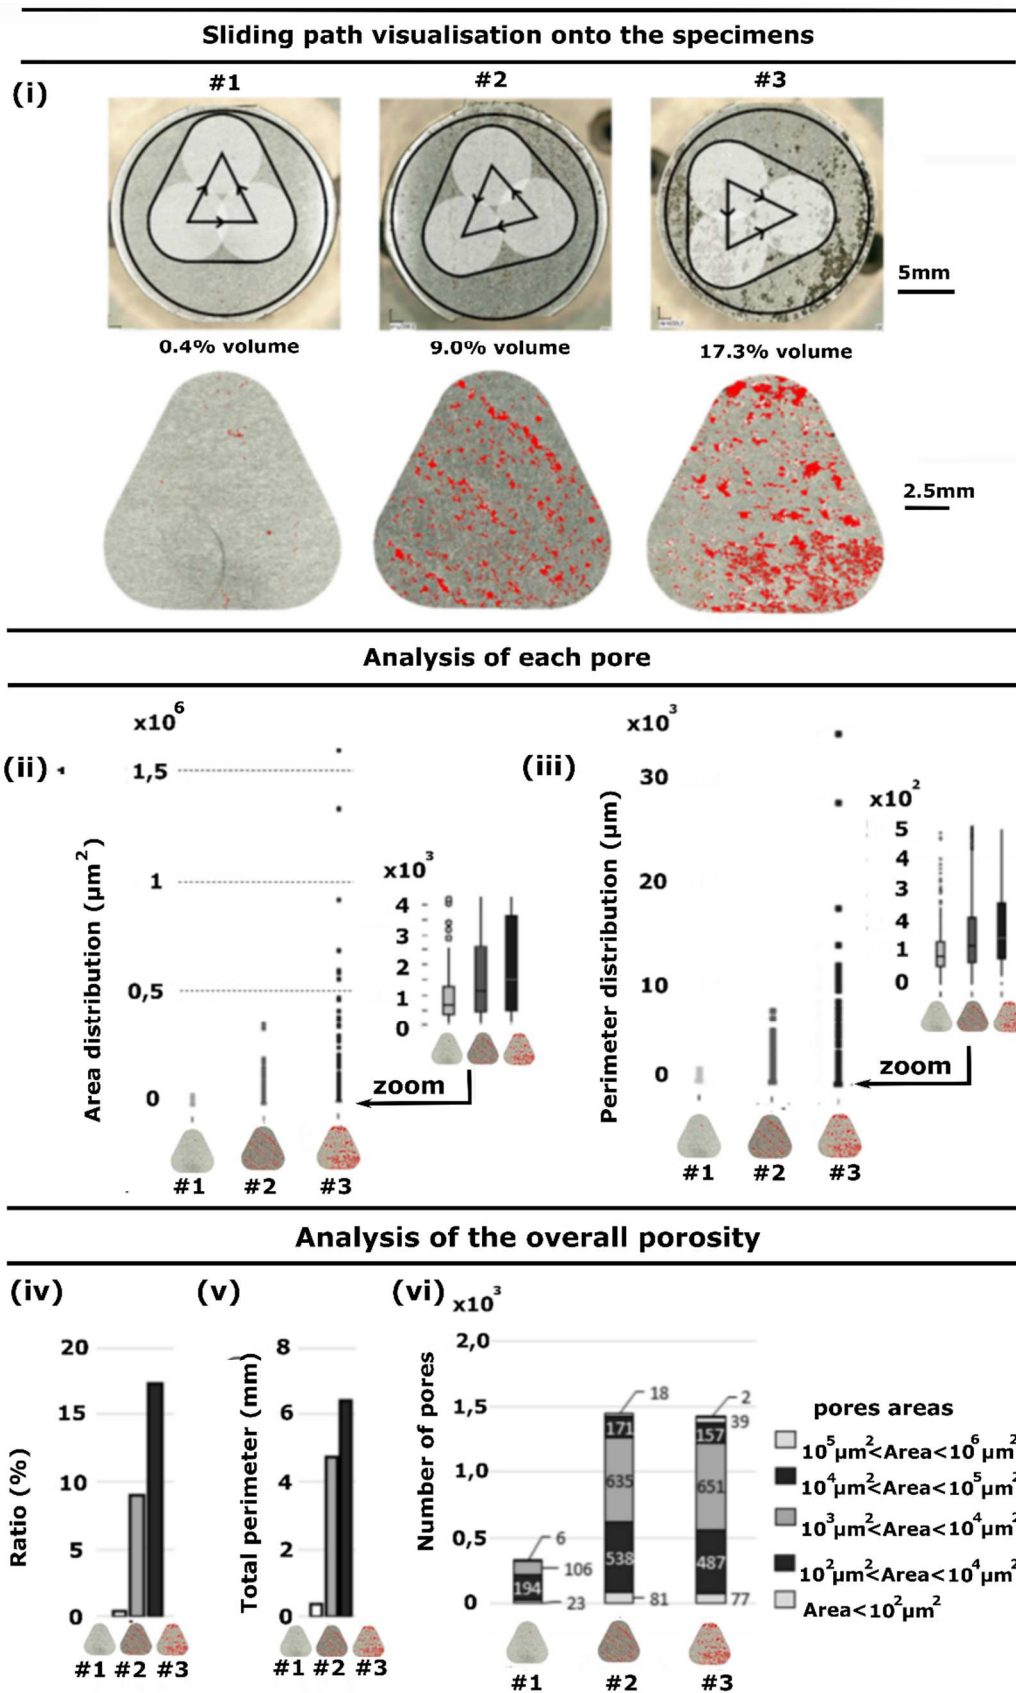 Sliding path visualisation onto the specimens
(i)
#1 #2 #3
5mm
0.4% volume 9.0% volume 17.3% volume
2.5mm
Analysis of each pore
(ii)
x10⁶
1,5
1
0,5
0
Area distribution (µm²)
x10³
4
3
2
1
0
zoom
#1 #2 #3
(iii)
x10³
30
20
10
0
Perimeter distribution (µm)
x10²
5
4
3
4
1
0
zoom
#1 #2 #3
Analysis of the overall porosity
(iv)
20
15
10
5
0
Ratio (%)
#1 #2 #3
(v)
8
6
4
2
0
Total perimeter (mm)
#1 #2 #3
(vi)
x10³
2,0
1,5
1,0
0,5
0
Number of pores
6
106
194
23
18
171
635
538
81
2
39
157
651
487
77
#1 #2 #3
pores areas
10⁵µm²<Area<10⁶µm²
10⁴µm²<Area<10⁵µm²
10³µm²<Area<10⁴µm²
10²µm²<Area<10⁴µm²
Area<10²µm²